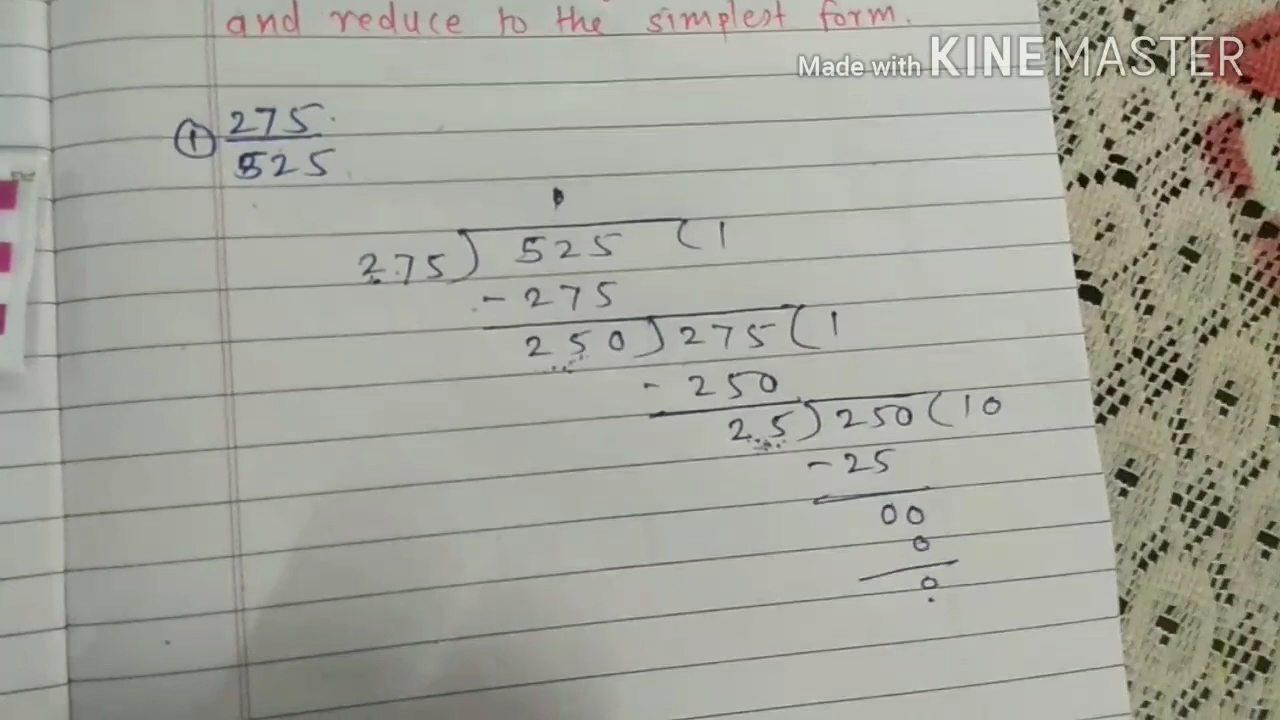 and reduce to the simplest form.
Made with KINEMASTER
① 275
525
275) 525 (1
- 275
250) 275 (1
- 250
25) 250 (10
- 25
00
0
0